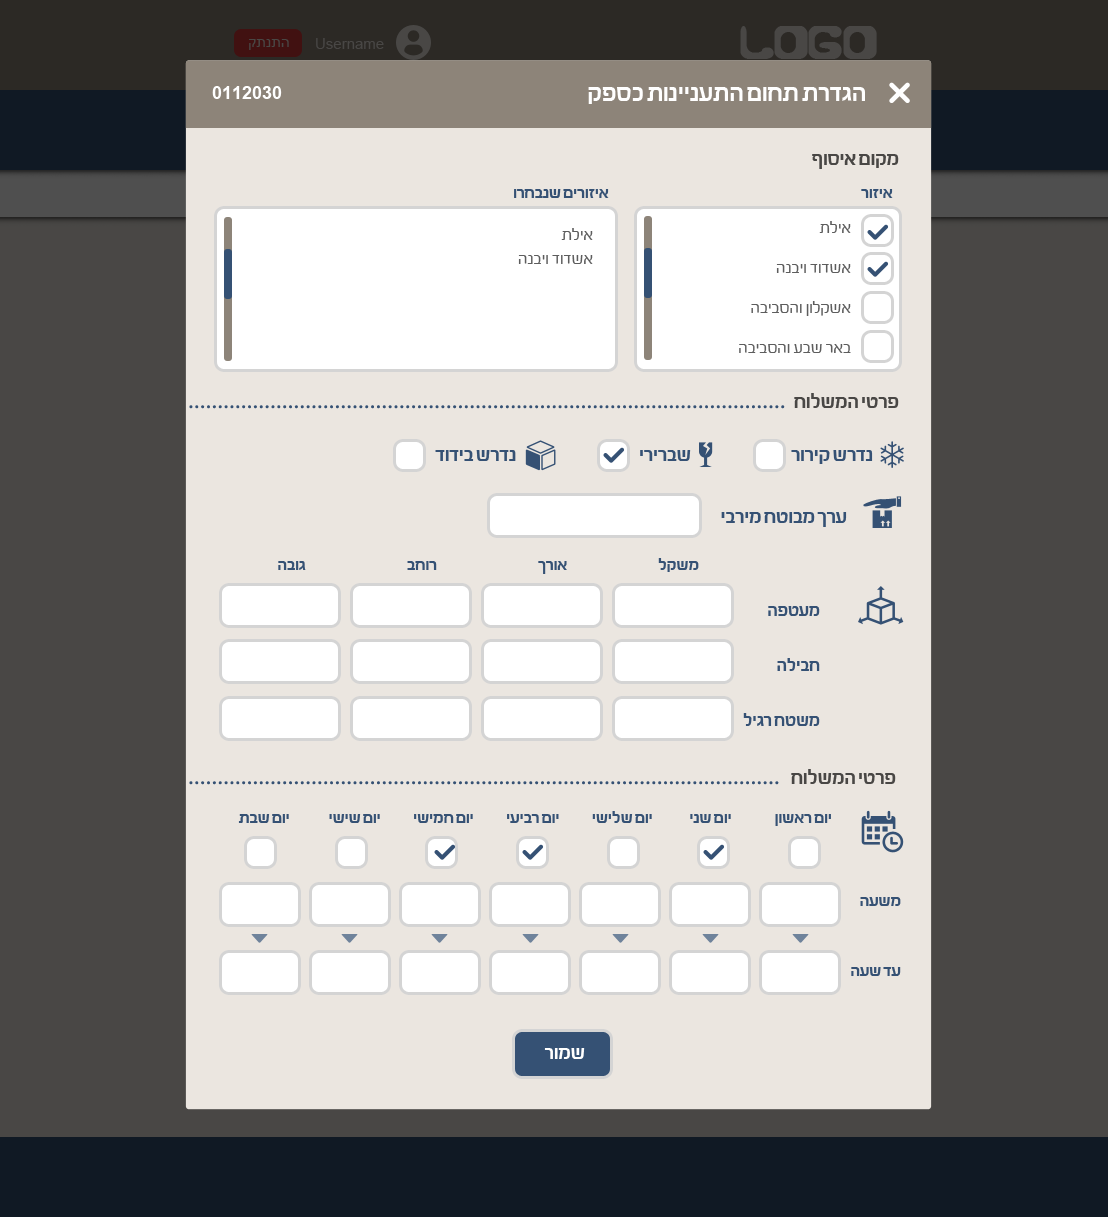 LOGO
Username
התנתק
הגדרת תחום התעניינות כספק
0112030
מקום איסוף
איזור
איזורים שנבחרו
אילת
אשדוד ויבנה
אשקלון והסביבה
באר שבע והסביבה
אילת
אשדוד ויבנה
פרטי המשלוח
נדרש קירור
שברירי
נדרש בידוד
ערך מבוטח מירבי
משקל
אורך
רוחב
גובה
מעטפה
חבילה
משטח רגיל
פרטי המשלוח
יום ראשון
יום שני
יום שלישי
יום רביעי
יום חמישי
יום שישי
יום שבת
משעה
עד שעה
שמור